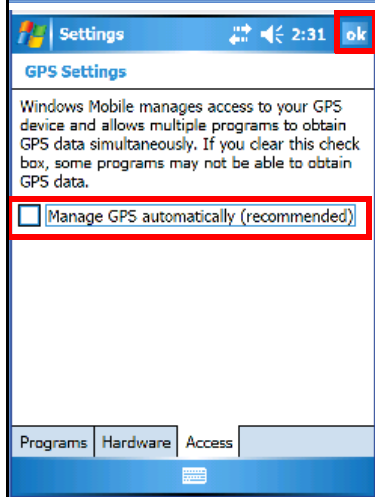 Settings 2:31 ok
GPS Settings
Windows Mobile manages access to your GPS
device and allows multiple programs to obtain
GPS data simultaneously. If you clear this check
box, some programs may not be able to obtain
GPS data.
Manage GPS automatically (recommended)
Programs Hardware Access